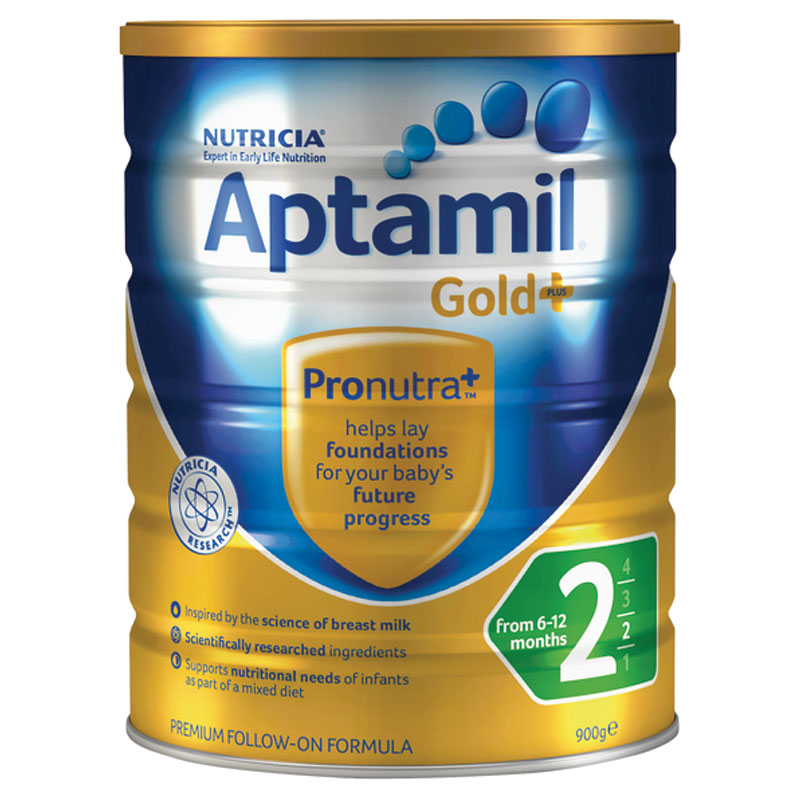 NUTRICIA®
Expert in Early Life Nutrition
Aptamil®
Gold+
PLUS
Pronutra+™
helps lay
foundations
for your baby's
future
progress
NUTRICIA
RESEARCH™
Inspired by the science of breast milk
Scientifically researched ingredients
Supports nutritional needs of infants
as part of a mixed diet
from 6-12
months
2
4
3
2
1
PREMIUM FOLLOW-ON FORMULA
900g℮